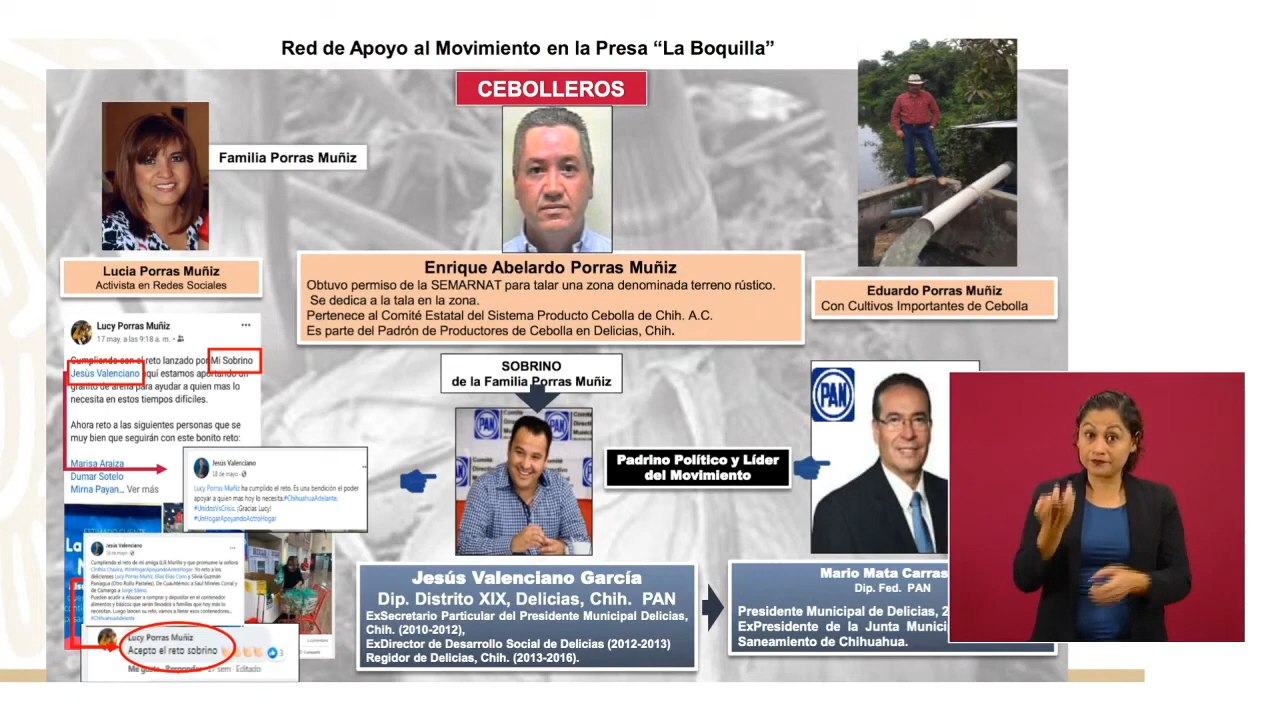 Red de Apoyo al Movimiento en la Presa “La Boquilla”
CEBOLLEROS
Familia Porras Muñiz
Lucia Porras Muñiz
Activista en Redes Sociales
Enrique Abelardo Porras Muñiz
Obtuvo permiso de la SEMARNAT para talar una zona denominada terreno rústico.
Se dedica a la tala en la zona.
Pertenece al Comité Estatal del Sistema Producto Cebolla de Chih. A.C.
Es parte del Padrón de Productores de Cebolla en Delicias, Chih.
Eduardo Porras Muñiz
Con Cultivos Importantes de Cebolla
Lucy Porras Muñiz
17 may. a las 9:18 a. m.
Cumpliendo con el reto lanzado por Mi Sobrino
Jesús Valenciano aquí estamos aportando un
granito de arena para ayudar a quien mas lo
necesita en estos tiempos difíciles.
Ahora reto a las siguientes personas que se
muy bien que seguirán con este bonito reto:
Marisa Araiza
Dumar Sotelo
Mirna Payan... Ver más
Jesús Valenciano
18 de mayo
Lucy Porras Muñiz ha cumplido el reto. Es una bendición el poder
apoyar a quien mas hoy lo necesita.#ChihuahuaAdelante.
#UnidosVsCrisis. ¡Gracias Lucy!
#UnHogarApoyandoAotroHogar
Jesús Valenciano
Lucy Porras Muñiz
Acepto el reto sobrino
3
Me gusta Responder 17 sem Editado
SOBRINO
de la Familia Porras Muñiz
PAN
PAN
PAN
Padrino Político y Líder
del Movimiento
Jesús Valenciano García
Dip. Distrito XIX, Delicias, Chih. PAN
ExSecretario Particular del Presidente Municipal Delicias,
Chih. (2010-2012),
ExDirector de Desarrollo Social de Delicias (2012-2013)
Regidor de Delicias, Chih. (2013-2016).
Mario Mata Carras
Dip. Fed. PAN
Presidente Municipal de Delicias, 2
ExPresidente de la Junta Munici
Saneamiento de Chihuahua.